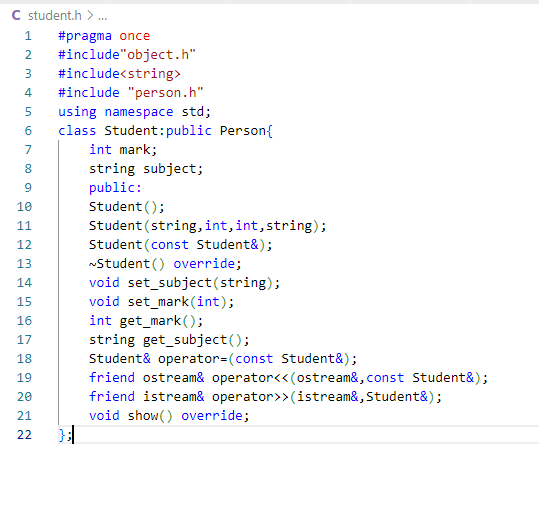 C student.h > ...
1 #pragma once
2 #include"object.h"
3 #include<string>
4 #include "person.h"
5 using namespace std;
6 class Student:public Person{
7     int mark;
8     string subject;
9     public:
10     Student();
11     Student(string,int,int,string);
12     Student(const Student&);
13     ~Student() override;
14     void set_subject(string);
15     void set_mark(int);
16     int get_mark();
17     string get_subject();
18     Student& operator=(const Student&);
19     friend ostream& operator<<(ostream&,const Student&);
20     friend istream& operator>>(istream&,Student&);
21     void show() override;
22 };